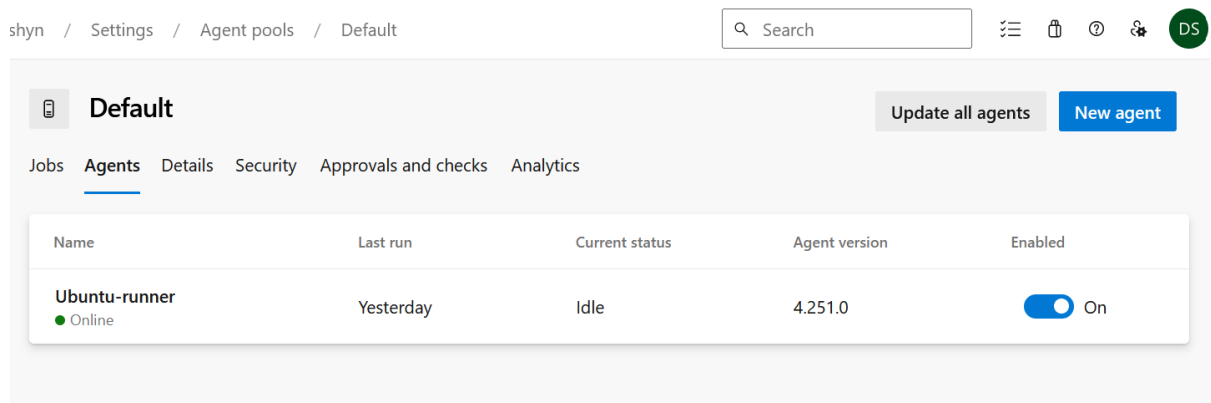 shyn / Settings / Agent pools / Default
Search
DS
Default
Update all agents
New agent
Jobs Agents Details Security Approvals and checks Analytics
Name Last run Current status Agent version Enabled
Ubuntu-runner
Online
Yesterday Idle 4.251.0 On